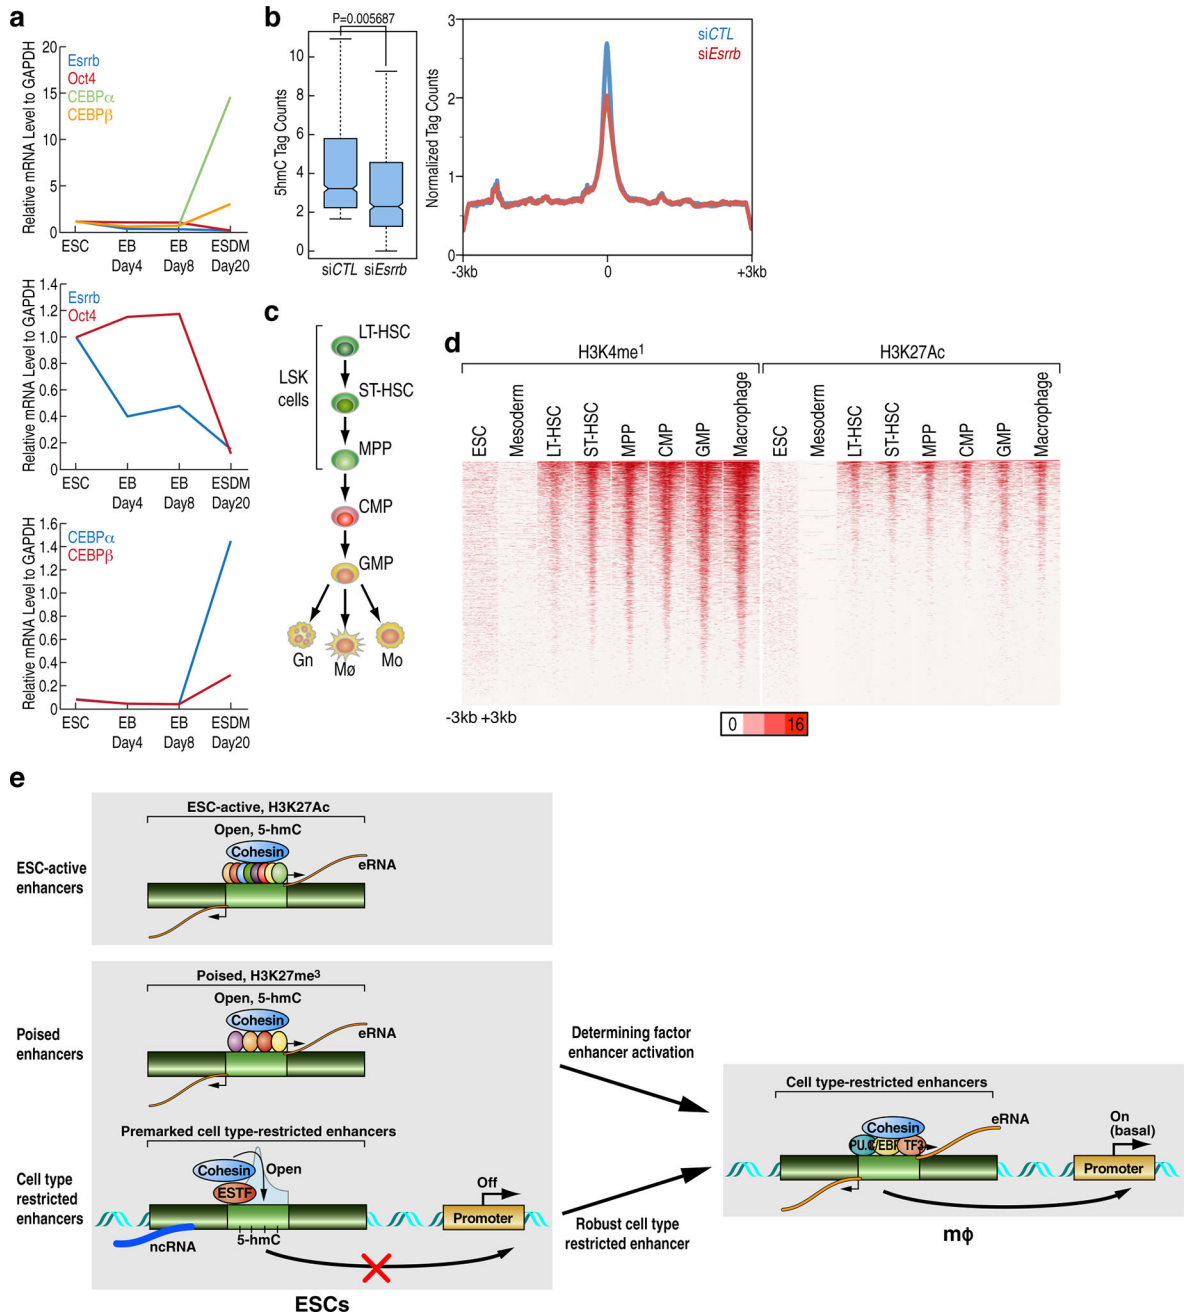 a
Relative mRNA Level to GAPDH
20
15
10
5
0
Esrrb
Oct4
CEBPα
CEBPβ
ESC
EB
Day4
EB
Day8
ESDM
Day20
Relative mRNA Level to GAPDH
1.4
1.2
1.0
0.8
0.6
0.4
0.2
0
Esrrb
Oct4
ESC
EB
Day4
EB
Day8
ESDM
Day20
Relative mRNA Level to GAPDH
1.6
1.4
1.2
1.0
0.8
0.6
0.4
0.2
0
CEBPα
CEBPβ
ESC
EB
Day4
EB
Day8
ESDM
Day20
b
P=0.005687
5hmC Tag Counts
10
8
6
4
2
0
siCTL
siEsrrb
Normalized Tag Counts
3
2
1
0
siCTL
siEsrrb
-3kb
0
+3kb
c
LSK
cells
LT-HSC
ST-HSC
MPP
CMP
GMP
Gn
Mø
Mo
d
H3K4me1
H3K27Ac
ESC
Mesoderm
LT-HSC
ST-HSC
MPP
CMP
GMP
Macrophage
ESC
Mesoderm
LT-HSC
ST-HSC
MPP
CMP
GMP
Macrophage
-3kb +3kb
0
16
e
ESC-active
enhancers
ESC-active, H3K27Ac
Open, 5-hmC
Cohesin
eRNA
Poised
enhancers
Poised, H3K27me3
Open, 5-hmC
Cohesin
eRNA
Cell type
restricted
enhancers
Premarked cell type-restricted enhancers
Cohesin
Open
ESTF
ncRNA
5-hmC
Off
Promoter
ESCs
Determining factor
enhancer activation
Robust cell type
restricted enhancer
Cell type-restricted enhancers
Cohesin
PU.
C/EBP
TF3
eRNA
On
(basal)
Promoter
mϕ